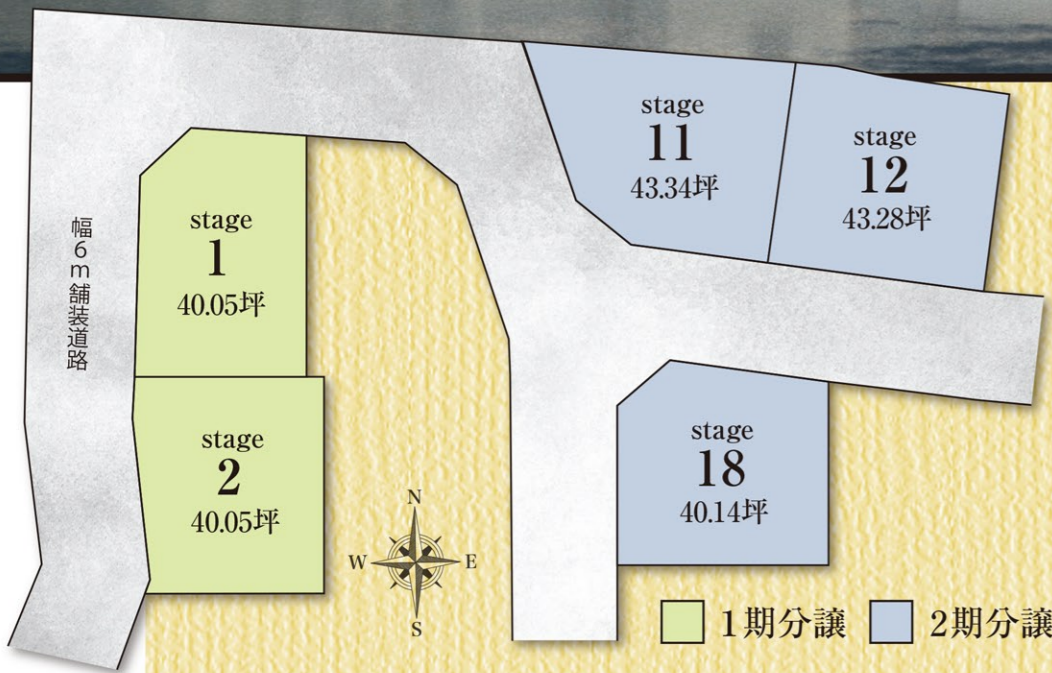 stage
11
43.34坪
stage
12
43.28坪
幅6m舗装道路
stage
1
40.05坪
stage
2
40.05坪
stage
18
40.14坪
N
W
E
S
1期分譲
2期分譲